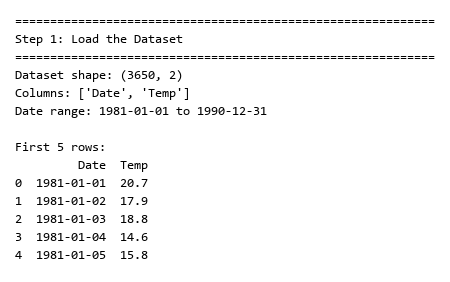 ============================================================
Step 1: Load the Dataset
============================================================
Dataset shape: (3650, 2)
Columns: ['Date', 'Temp']
Date range: 1981-01-01 to 1990-12-31

First 5 rows:
         Date  Temp
0  1981-01-01  20.7
1  1981-01-02  17.9
2  1981-01-03  18.8
3  1981-01-04  14.6
4  1981-01-05  15.8